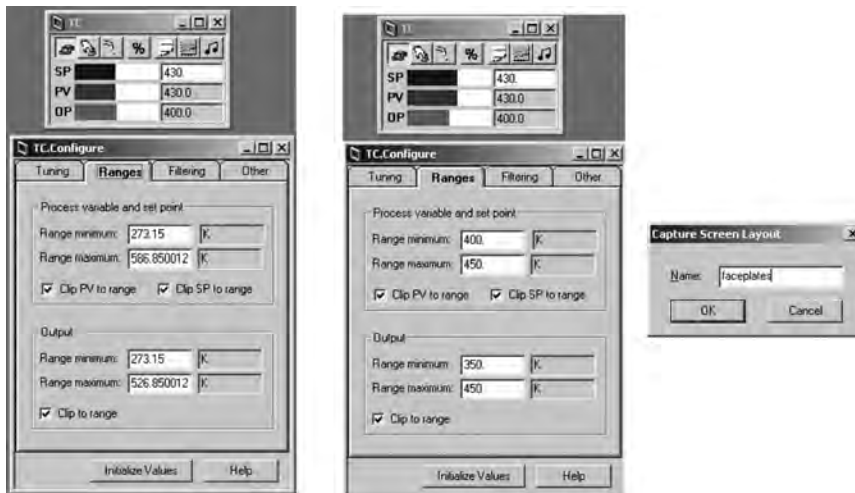 TC
%
SP 430.
PV 430.0
OP 400.0
TC.Configure
Tuning Ranges Filtering Other
Process variable and set point
Range minimum: 273.15 K
Range maximum: 586.850012 K
Clip PV to range Clip SP to range
Output
Range minimum: 273.15 K
Range maximum: 526.850012 K
Clip to range
Initialize Values Help
TC
%
SP 430.
PV 430.0
OP 400.0
TC.Configure
Tuning Ranges Filtering Other
Process variable and set point
Range minimum: 400. K
Range maximum: 450. K
Clip PV to range Clip SP to range
Output
Range minimum: 350. K
Range maximum: 450. K
Clip to range
Initialize Values Help
Capture Screen Layout
Name: faceplates
OK Cancel